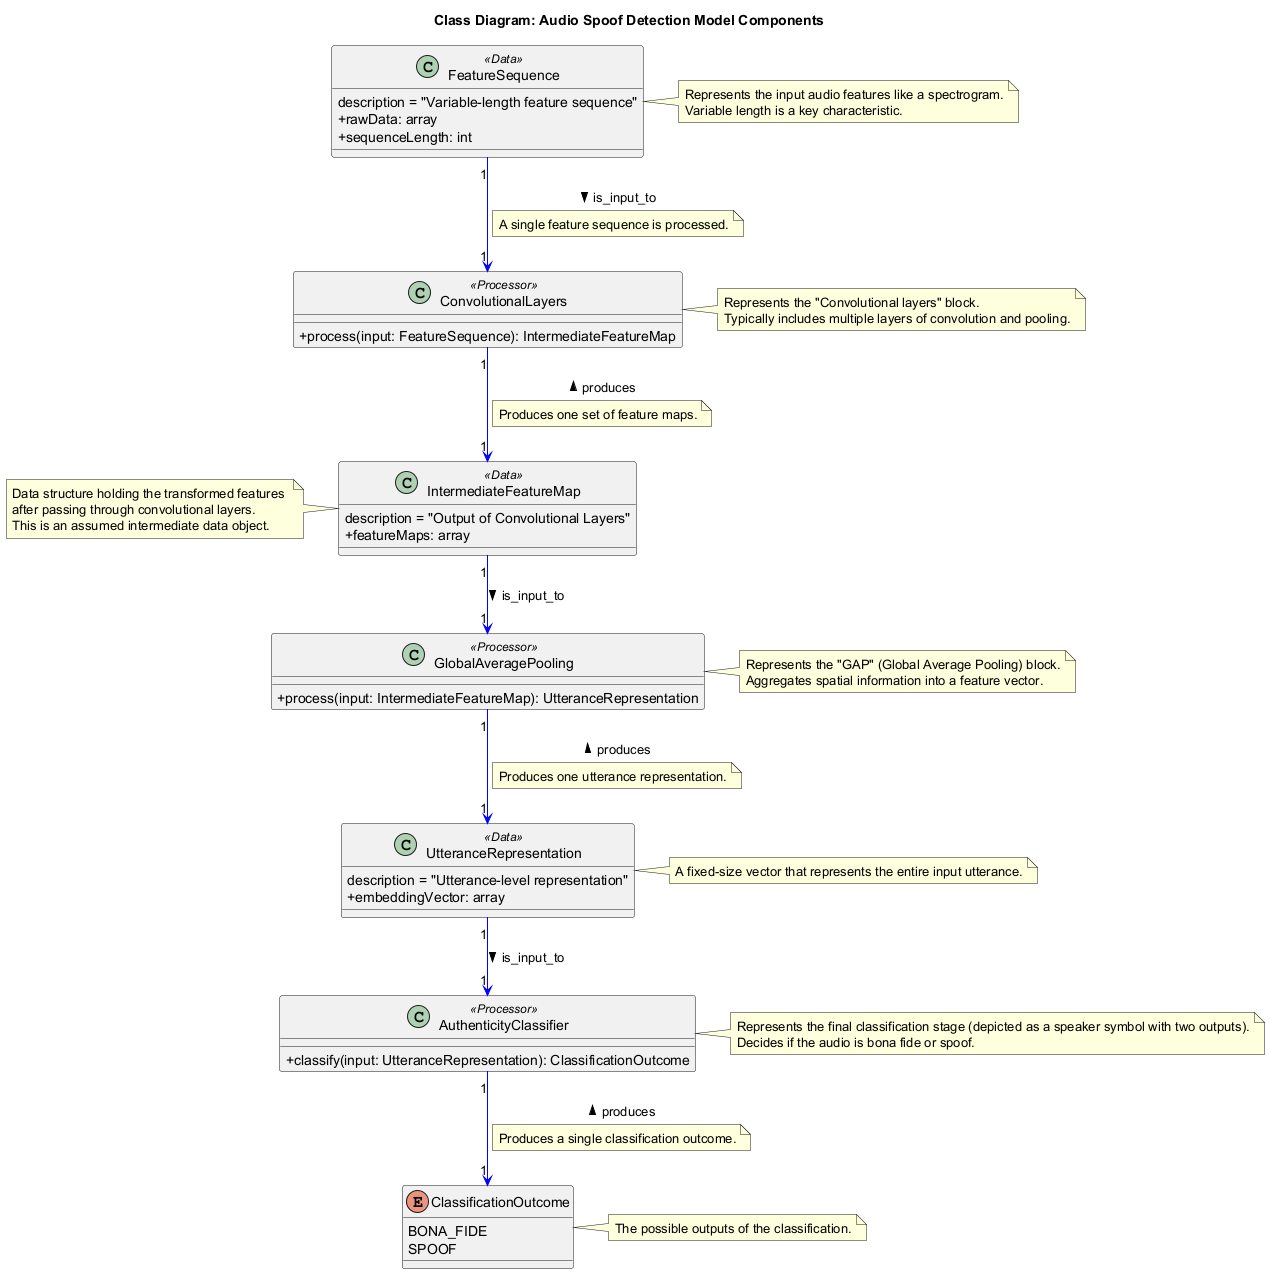 Class Diagram: Audio Spoof Detection Model Components
C
«Data»
FeatureSequence
description = "Variable-length feature sequence"
+rawData: array
+sequenceLength: int
Represents the input audio features like a spectrogram.
Variable length is a key characteristic.
1
is_input_to
A single feature sequence is processed.
1
C
«Processor»
ConvolutionalLayers
+process(input: FeatureSequence): IntermediateFeatureMap
Represents the "Convolutional layers" block.
Typically includes multiple layers of convolution and pooling.
1
produces
Produces one set of feature maps.
1
C
«Data»
IntermediateFeatureMap
description = "Output of Convolutional Layers"
+featureMaps: array
Data structure holding the transformed features
after passing through convolutional layers.
This is an assumed intermediate data object.
1
is_input_to
1
C
«Processor»
GlobalAveragePooling
+process(input: IntermediateFeatureMap): UtteranceRepresentation
Represents the "GAP" (Global Average Pooling) block.
Aggregates spatial information into a feature vector.
1
produces
Produces one utterance representation.
1
C
«Data»
UtteranceRepresentation
description = "Utterance-level representation"
+embeddingVector: array
A fixed-size vector that represents the entire input utterance.
1
is_input_to
1
C
«Processor»
AuthenticityClassifier
+classify(input: UtteranceRepresentation): ClassificationOutcome
Represents the final classification stage (depicted as a speaker symbol with two outputs).
Decides if the audio is bona fide or spoof.
1
produces
Produces a single classification outcome.
1
E
ClassificationOutcome
BONA_FIDE
SPOOF
The possible outputs of the classification.